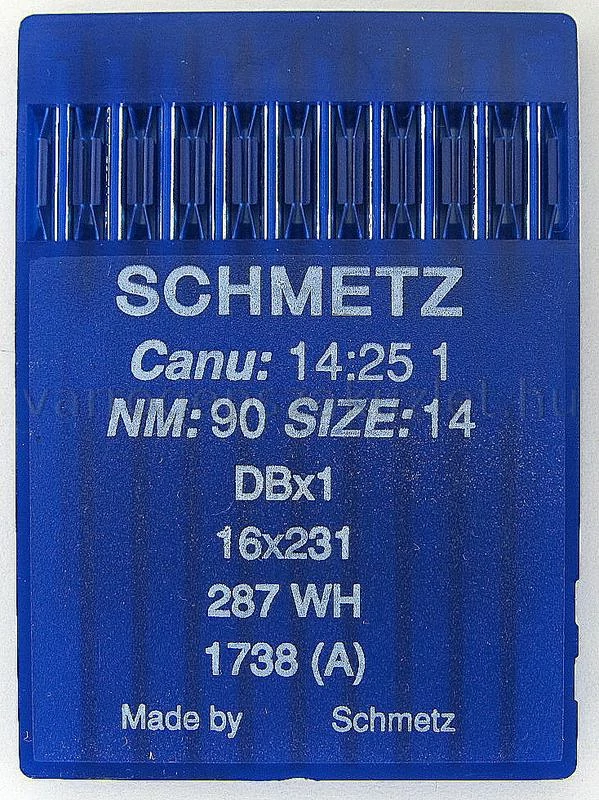 SCHMETZ
Canu: 14:25 1
NM: 90 SIZE: 14
DBx1
16x231
287 WH
1738 (A)
Made by Schmetz